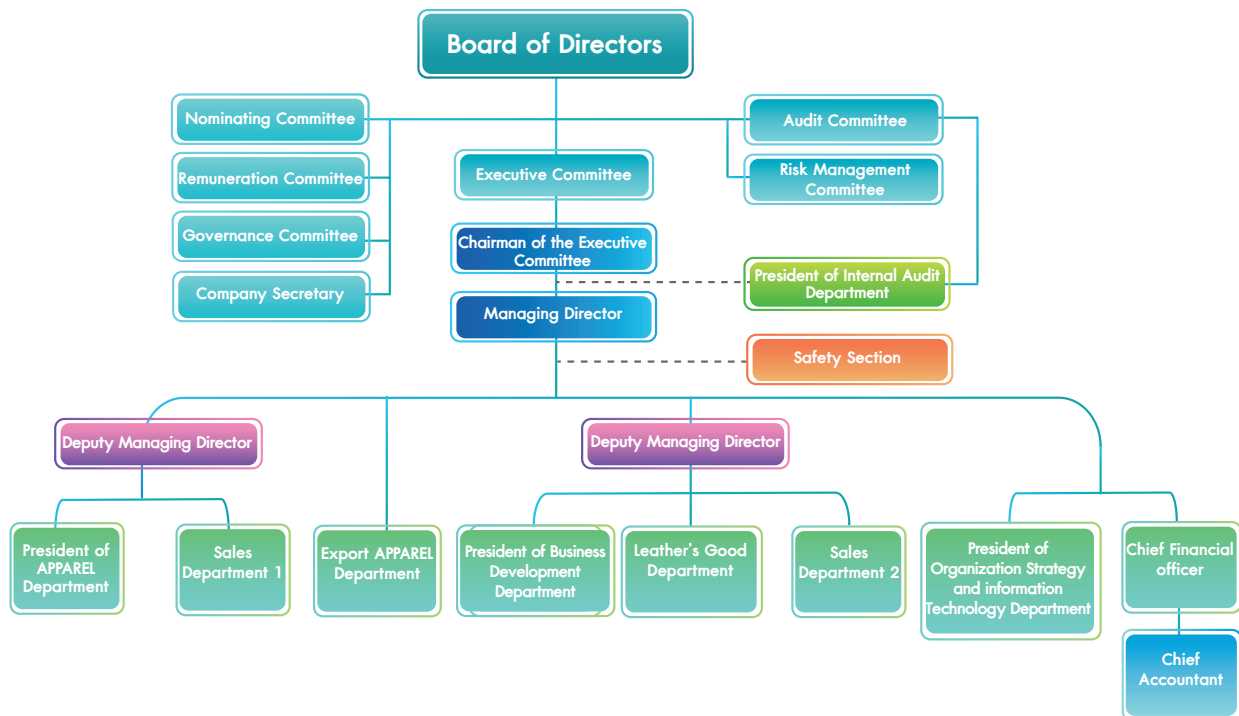 Board of Directors
Nominating Committee
Audit Committee
Executive Committee
Remuneration Committee
Risk Management
Committee
Governance Committee
Chairman of the Executive
Committee
Company Secretary
President of Internal Audit
Department
Managing Director
Safety Section
Deputy Managing Director
Deputy Managing Director
President of
APPAREL
Department
Sales
Department 1
Export APPAREL
Department
President of Business
Development
Department
Leather's Good
Department
Sales
Department 2
President of
Organization Strategy
and information
Technology Department
Chief Financial
officer
Chief
Accountant